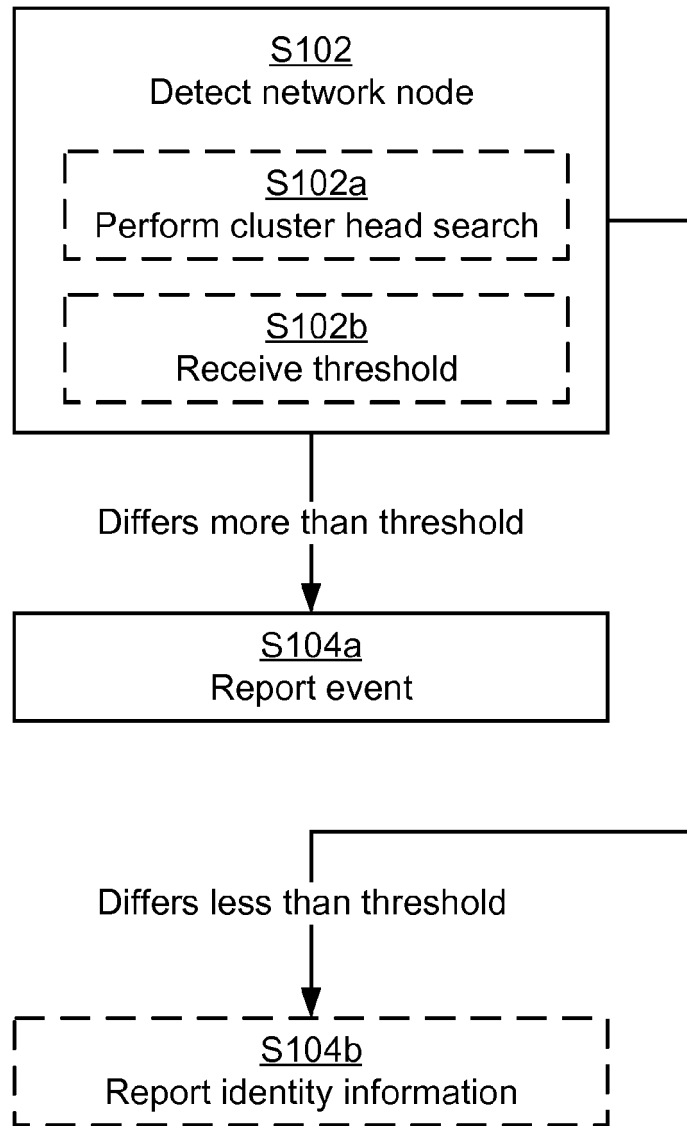 S102
Detect network node
S102a
Perform cluster head search
S102b
Receive threshold
Differs more than threshold
S104a
Report event
Differs less than threshold
S104b
Report identity information